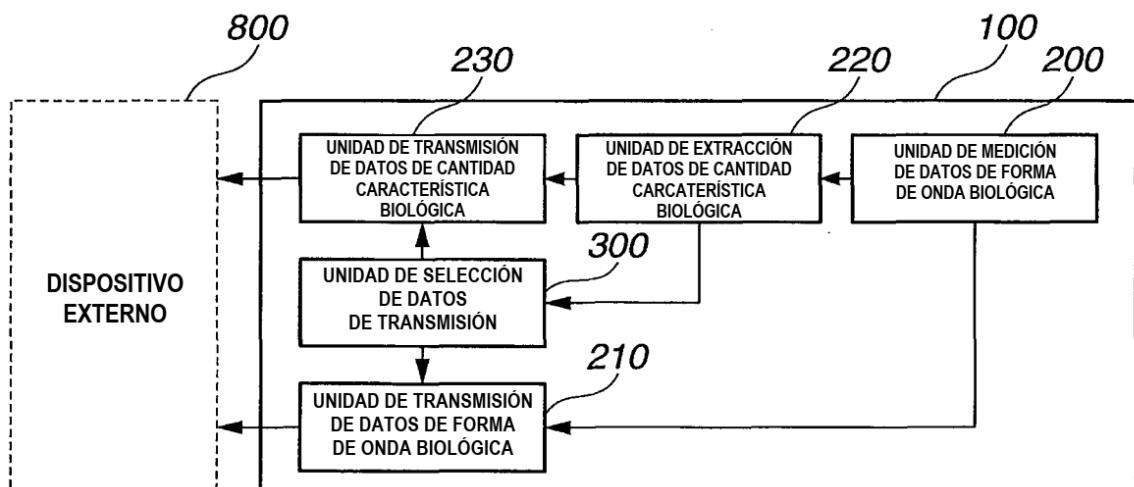 800
230
220
100
200
UNIDAD DE TRANSMISIÓN
DE DATOS DE CANTIDAD
CARACTERÍSTICA
BIOLÓGICA
UNIDAD DE EXTRACCIÓN
DE DATOS DE CANTIDAD
CARCATERÍSTICA
BIOLÓGICA
UNIDAD DE MEDICIÓN
DE DATOS DE FORMA
DE ONDA BIOLÓGICA
DISPOSITIVO
EXTERNO
300
UNIDAD DE SELECCIÓN
DE DATOS
DE TRANSMISIÓN
210
UNIDAD DE TRANSMISIÓN
DE DATOS DE FORMA
DE ONDA BIOLÓGICA